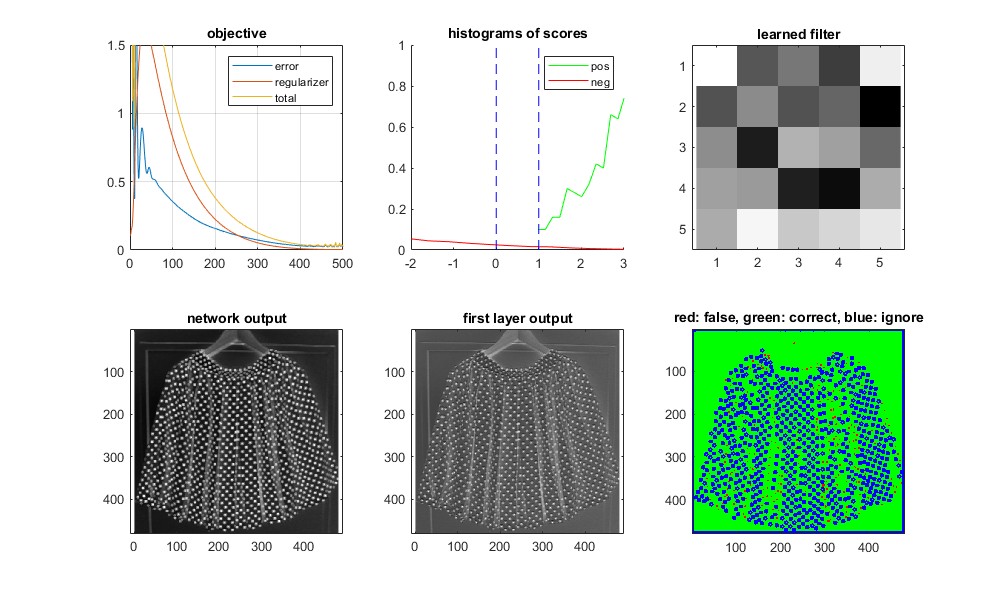 objective
1.5
1
0.5
0
0 100 200 300 400 500
error
regularizer
total
histograms of scores
1
0.8
0.6
0.4
0.2
0
-2 -1 0 1 2 3
pos
neg
learned filter
1
2
3
4
5
1 2 3 4 5
network output
100
200
300
400
0 100 200 300 400
first layer output
100
200
300
400
0 100 200 300 400
red: false, green: correct, blue: ignore
100
200
300
400
100 200 300 400